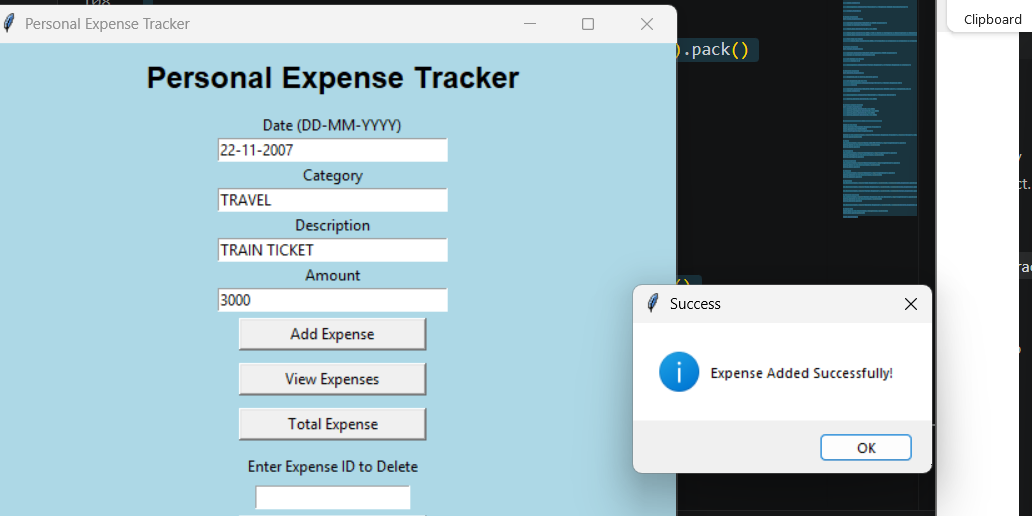 Personal Expense Tracker
Clipboard
).pack()
Personal Expense Tracker
Date (DD-MM-YYYY)
22-11-2007
Category
TRAVEL
Description
TRAIN TICKET
Amount
3000
Add Expense
View Expenses
Total Expense
Enter Expense ID to Delete
Success
Expense Added Successfully!
OK